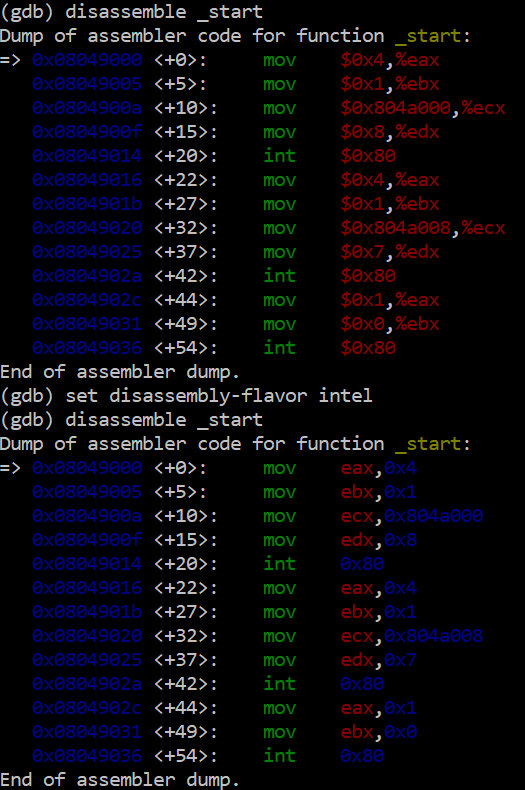 (gdb) disassemble _start
Dump of assembler code for function _start:
=> 0x08049000 <+0>:     mov    $0x4,%eax
   0x08049005 <+5>:     mov    $0x1,%ebx
   0x0804900a <+10>:    mov    $0x804a000,%ecx
   0x0804900f <+15>:    mov    $0x8,%edx
   0x08049014 <+20>:    int    $0x80
   0x08049016 <+22>:    mov    $0x4,%eax
   0x0804901b <+27>:    mov    $0x1,%ebx
   0x08049020 <+32>:    mov    $0x804a008,%ecx
   0x08049025 <+37>:    mov    $0x7,%edx
   0x0804902a <+42>:    int    $0x80
   0x0804902c <+44>:    mov    $0x1,%eax
   0x08049031 <+49>:    mov    $0x0,%ebx
   0x08049036 <+54>:    int    $0x80
End of assembler dump.
(gdb) set disassembly-flavor intel
(gdb) disassemble _start
Dump of assembler code for function _start:
=> 0x08049000 <+0>:     mov    eax,0x4
   0x08049005 <+5>:     mov    ebx,0x1
   0x0804900a <+10>:    mov    ecx,0x804a000
   0x0804900f <+15>:    mov    edx,0x8
   0x08049014 <+20>:    int    0x80
   0x08049016 <+22>:    mov    eax,0x4
   0x0804901b <+27>:    mov    ebx,0x1
   0x08049020 <+32>:    mov    ecx,0x804a008
   0x08049025 <+37>:    mov    edx,0x7
   0x0804902a <+42>:    int    0x80
   0x0804902c <+44>:    mov    eax,0x1
   0x08049031 <+49>:    mov    ebx,0x0
   0x08049036 <+54>:    int    0x80
End of assembler dump.